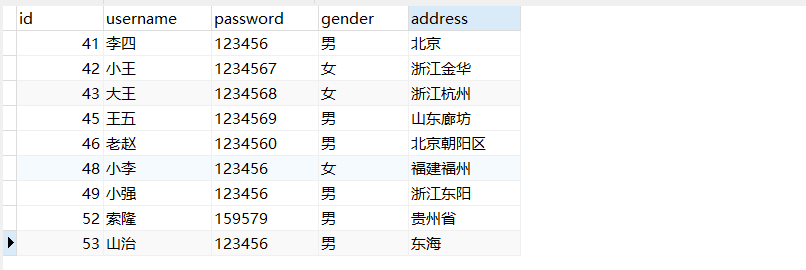 id username password gender address
41 李四 123456 男 北京
42 小王 1234567 女 浙江金华
43 大王 1234568 女 浙江杭州
45 王五 1234569 男 山东廊坊
46 老赵 1234560 男 北京朝阳区
48 小李 123456 女 福建福州
49 小强 123456 男 浙江东阳
52 索隆 159579 男 贵州省
53 山治 123456 男 东海